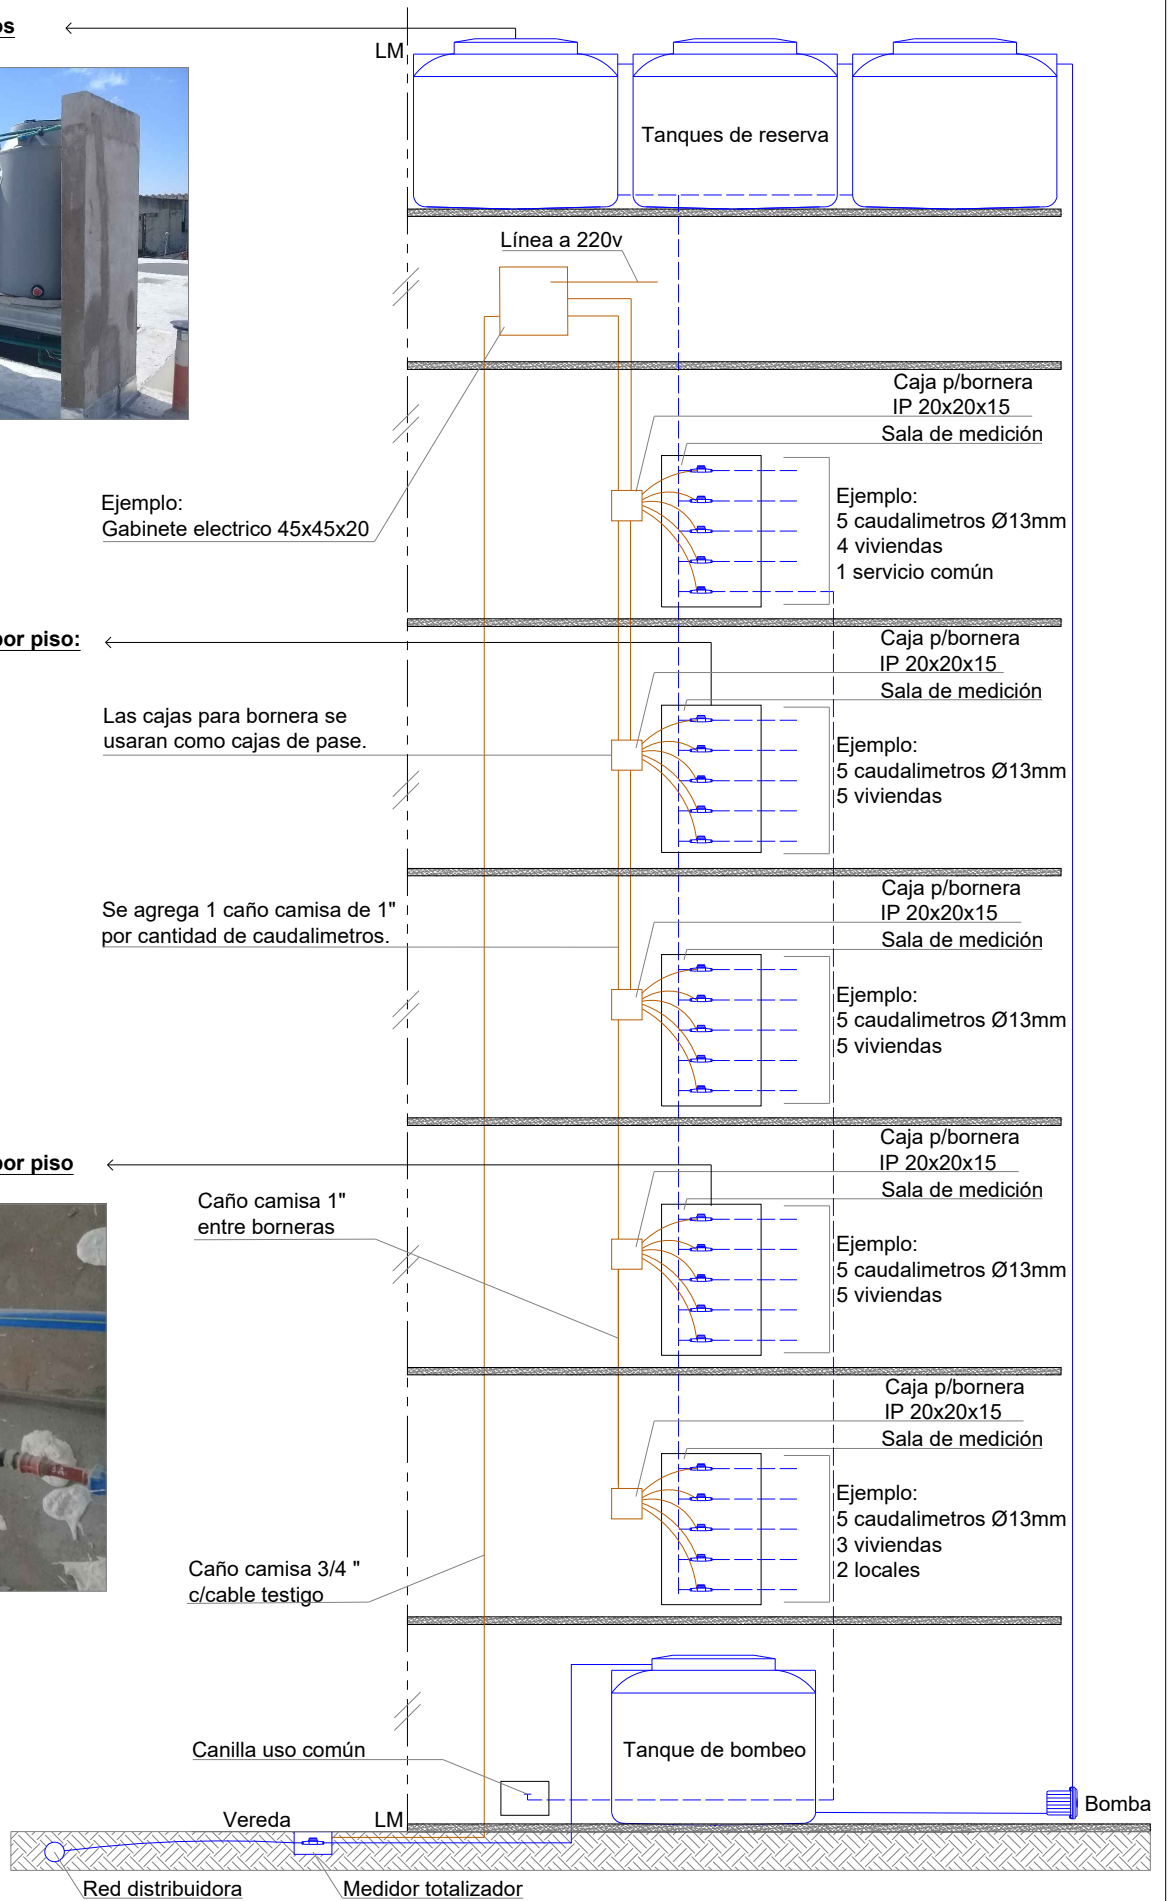 os
LM
Tanques de reserva
Línea a 220v
Caja p/bornera
IP 20x20x15
Sala de medición
Ejemplo:
Gabinete electrico 45x45x20
Ejemplo:
5 caudalimetros Ø13mm
4 viviendas
1 servicio común
por piso:
Caja p/bornera
IP 20x20x15
Sala de medición
Las cajas para bornera se
usaran como cajas de pase.
Ejemplo:
5 caudalimetros Ø13mm
5 viviendas
Se agrega 1 caño camisa de 1"
por cantidad de caudalimetros.
Caja p/bornera
IP 20x20x15
Sala de medición
Ejemplo:
5 caudalimetros Ø13mm
5 viviendas
por piso
Caja p/bornera
IP 20x20x15
Sala de medición
Caño camisa 1"
entre borneras
Ejemplo:
5 caudalimetros Ø13mm
5 viviendas
Caja p/bornera
IP 20x20x15
Sala de medición
Ejemplo:
5 caudalimetros Ø13mm
3 viviendas
2 locales
Caño camisa 3/4 "
c/cable testigo
Canilla uso común
Tanque de bombeo
Bomba
Vereda
LM
Red distribuidora
Medidor totalizador